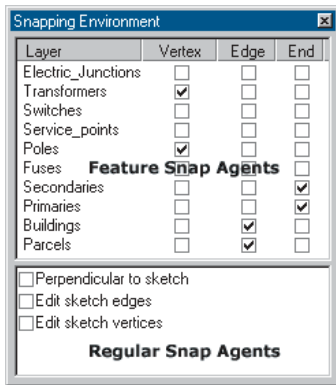 Snapping Environment
Layer Vertex Edge End
Electric_Junctions
Transformers
Switches
Service_points
Poles
Fuses Feature Snap Agents
Secondaries
Primaries
Buildings
Parcels
Perpendicular to sketch
Edit sketch edges
Edit sketch vertices
Regular Snap Agents